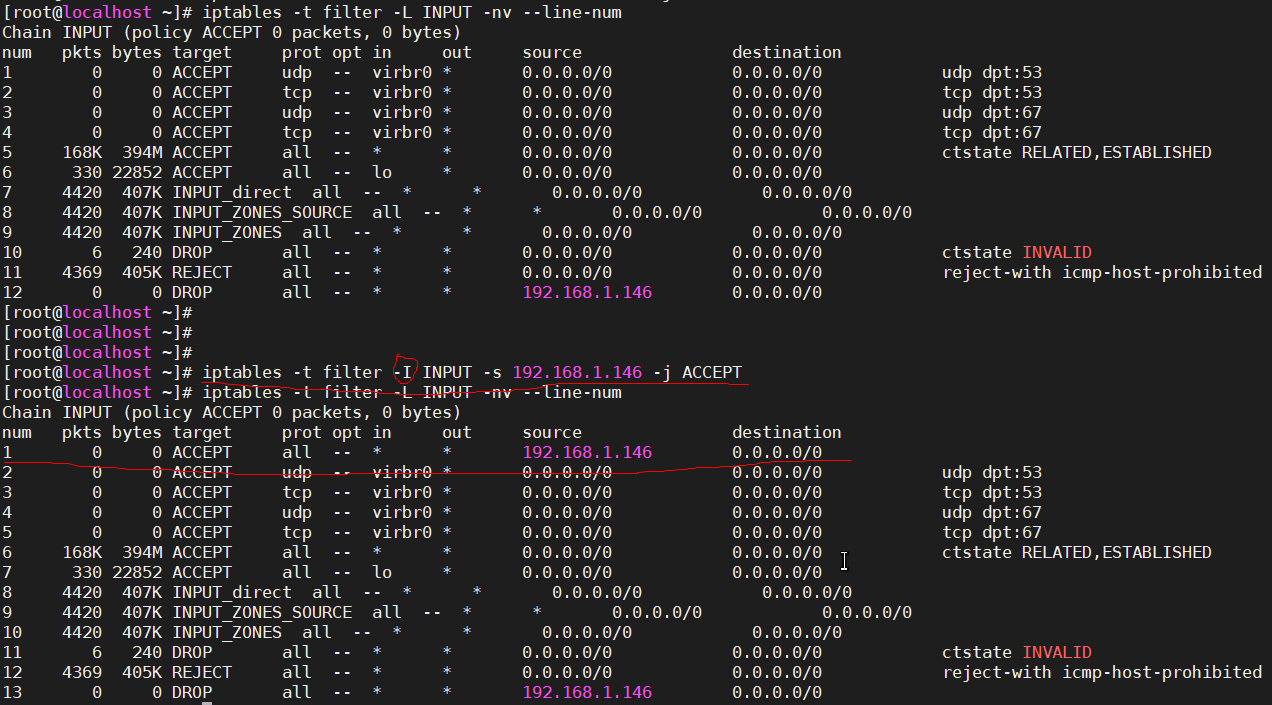 [root@localhost ~]# iptables -t filter -L INPUT -nv --line-num
Chain INPUT (policy ACCEPT 0 packets, 0 bytes)
num   pkts bytes target     prot opt in     out     source               destination
1        0     0 ACCEPT     udp  --  virbr0 *       0.0.0.0/0            0.0.0.0/0            udp dpt:53
2        0     0 ACCEPT     tcp  --  virbr0 *       0.0.0.0/0            0.0.0.0/0            tcp dpt:53
3        0     0 ACCEPT     udp  --  virbr0 *       0.0.0.0/0            0.0.0.0/0            udp dpt:67
4        0     0 ACCEPT     tcp  --  virbr0 *       0.0.0.0/0            0.0.0.0/0            tcp dpt:67
5     168K  394M ACCEPT     all  --  *      *       0.0.0.0/0            0.0.0.0/0            ctstate RELATED,ESTABLISHED
6      330 22852 ACCEPT     all  --  lo     *       0.0.0.0/0            0.0.0.0/0
7     4420  407K INPUT_direct  all  --  *      *       0.0.0.0/0            0.0.0.0/0
8     4420  407K INPUT_ZONES_SOURCE  all  --  *      *       0.0.0.0/0            0.0.0.0/0
9     4420  407K INPUT_ZONES  all  --  *      *       0.0.0.0/0            0.0.0.0/0
10       6   240 DROP       all  --  *      *       0.0.0.0/0            0.0.0.0/0            ctstate INVALID
11    4369  405K REJECT     all  --  *      *       0.0.0.0/0            0.0.0.0/0            reject-with icmp-host-prohibited
12       0     0 DROP       all  --  *      *       192.168.1.146        0.0.0.0/0
[root@localhost ~]#
[root@localhost ~]#
[root@localhost ~]#
[root@localhost ~]# iptables -t filter -I INPUT -s 192.168.1.146 -j ACCEPT
[root@localhost ~]# iptables -t filter -L INPUT -nv --line-num
Chain INPUT (policy ACCEPT 0 packets, 0 bytes)
num   pkts bytes target     prot opt in     out     source               destination
1        0     0 ACCEPT     all  --  *      *       192.168.1.146        0.0.0.0/0
2        0     0 ACCEPT     udp  --  virbr0 *       0.0.0.0/0            0.0.0.0/0            udp dpt:53
3        0     0 ACCEPT     tcp  --  virbr0 *       0.0.0.0/0            0.0.0.0/0            tcp dpt:53
4        0     0 ACCEPT     udp  --  virbr0 *       0.0.0.0/0            0.0.0.0/0            udp dpt:67
5        0     0 ACCEPT     tcp  --  virbr0 *       0.0.0.0/0            0.0.0.0/0            tcp dpt:67
6     168K  394M ACCEPT     all  --  *      *       0.0.0.0/0            0.0.0.0/0            ctstate RELATED,ESTABLISHED
7      330 22852 ACCEPT     all  --  lo     *       0.0.0.0/0            0.0.0.0/0
8     4420  407K INPUT_direct  all  --  *      *       0.0.0.0/0            0.0.0.0/0
9     4420  407K INPUT_ZONES_SOURCE  all  --  *      *       0.0.0.0/0            0.0.0.0/0
10    4420  407K INPUT_ZONES  all  --  *      *       0.0.0.0/0            0.0.0.0/0
11       6   240 DROP       all  --  *      *       0.0.0.0/0            0.0.0.0/0            ctstate INVALID
12    4369  405K REJECT     all  --  *      *       0.0.0.0/0            0.0.0.0/0            reject-with icmp-host-prohibited
13       0     0 DROP       all  --  *      *       192.168.1.146        0.0.0.0/0